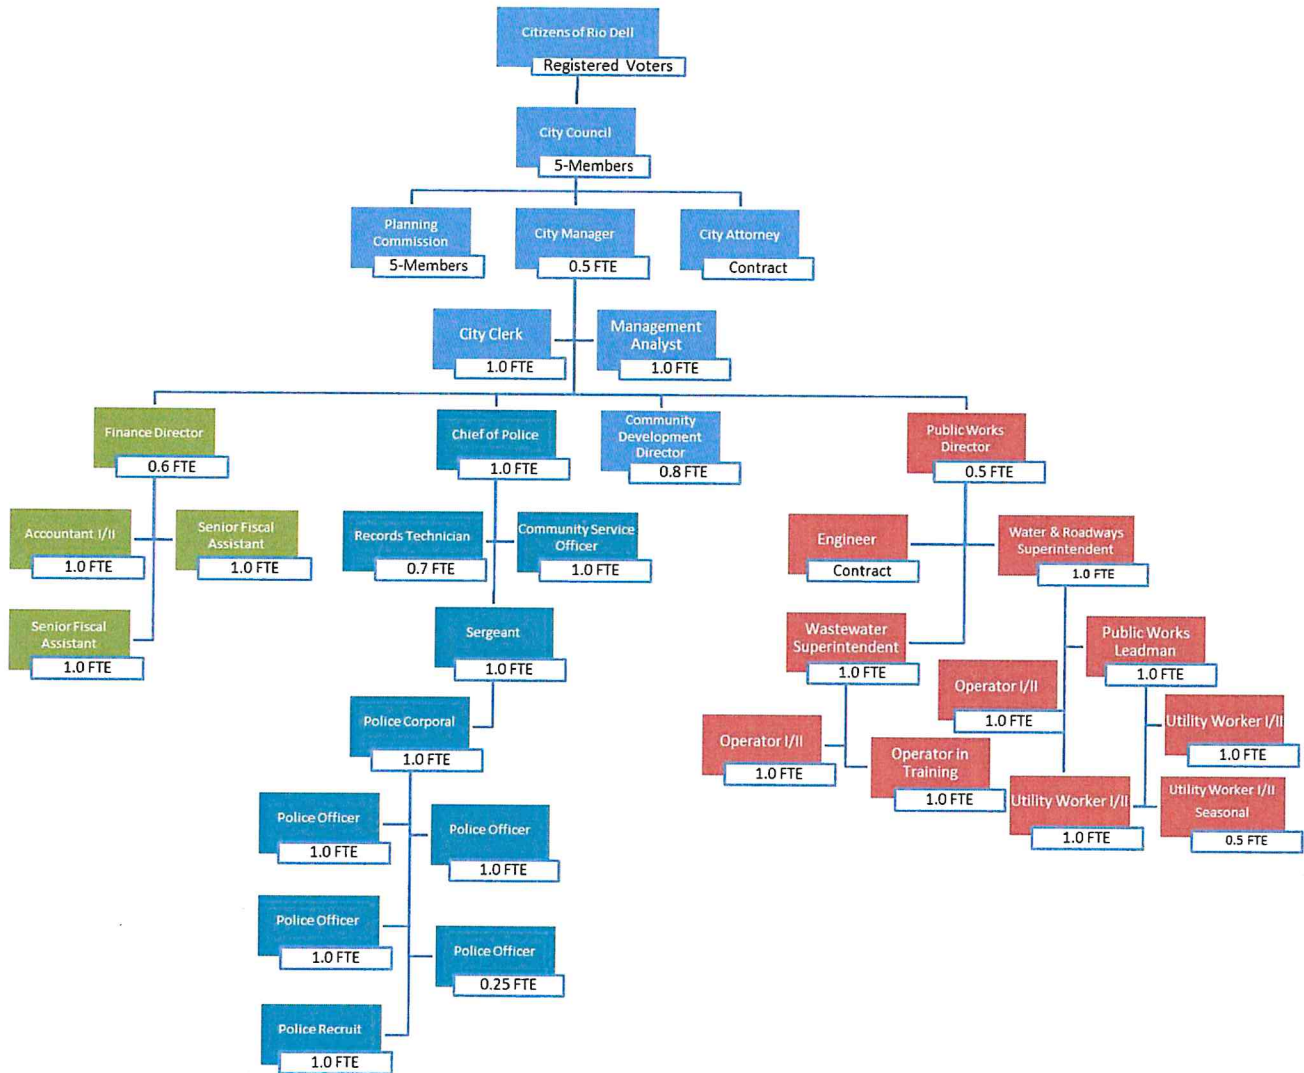 Citizens of Rio Dell
Registered Voters
City Council
5-Members
Planning
Commission
5-Members
City Manager
0.5 FTE
City Attorney
Contract
City Clerk
1.0 FTE
Management
Analyst
1.0 FTE
Finance Director
0.6 FTE
Chief of Police
1.0 FTE
Community
Development
Director
0.8 FTE
Public Works
Director
0.5 FTE
Accountant I/II
1.0 FTE
Senior Fiscal
Assistant
1.0 FTE
Records Technician
0.7 FTE
Community Service
Officer
1.0 FTE
Engineer
Contract
Water & Roadways
Superintendent
1.0 FTE
Senior Fiscal
Assistant
1.0 FTE
Sergeant
1.0 FTE
Wastewater
Superintendent
1.0 FTE
Public Works
Leadman
1.0 FTE
Operator I/II
1.0 FTE
Police Corporal
1.0 FTE
Operator I/II
1.0 FTE
Operator in
Training
1.0 FTE
Utility Worker I/II
1.0 FTE
Utility Worker I/II
1.0 FTE
Utility Worker I/II
Seasonal
0.5 FTE
Police Officer
1.0 FTE
Police Officer
1.0 FTE
Police Officer
1.0 FTE
Police Officer
0.25 FTE
Police Recruit
1.0 FTE